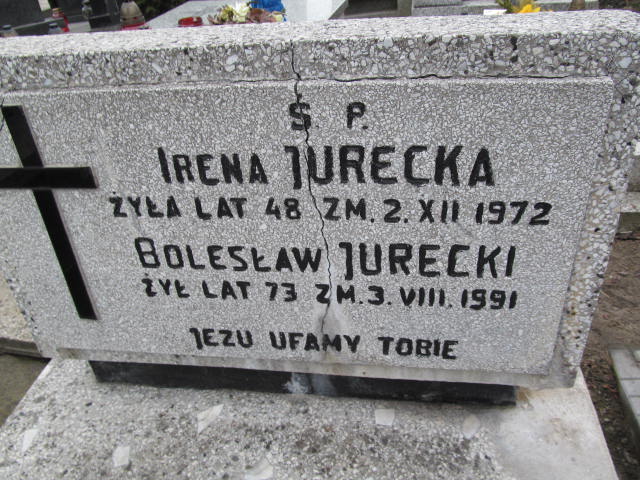 Ś P.
IRENA JURECKA
ŻYŁA LAT 48 ZM. 2. XII 1972
BOLESŁAW JURECKI
ŻYŁ LAT 73 ZM. 3. VIII. 1991
JEZU UFAMY TOBIE